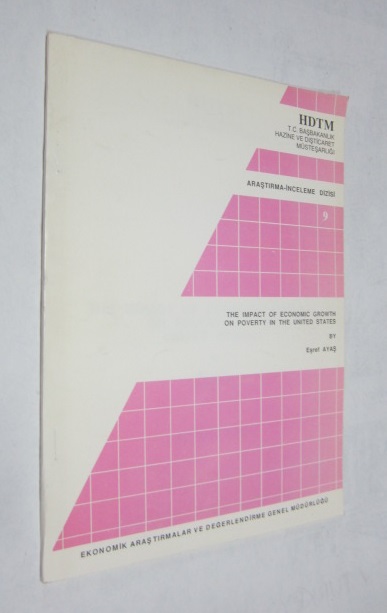 HDTM
T.C. BAŞBAKANLIK
HAZİNE VE DIŞTİCARET
MÜSTEŞARLIĞI
ARAŞTIRMA-İNCELEME DİZİSİ
9
THE IMPACT OF ECONOMIC GROWTH
ON POVERTY IN THE UNITED STATES
BY
Eşref AYAŞ
EKONOMİK ARAŞTIRMALAR VE DEĞERLENDİRME GENEL MÜDÜRLÜĞÜ